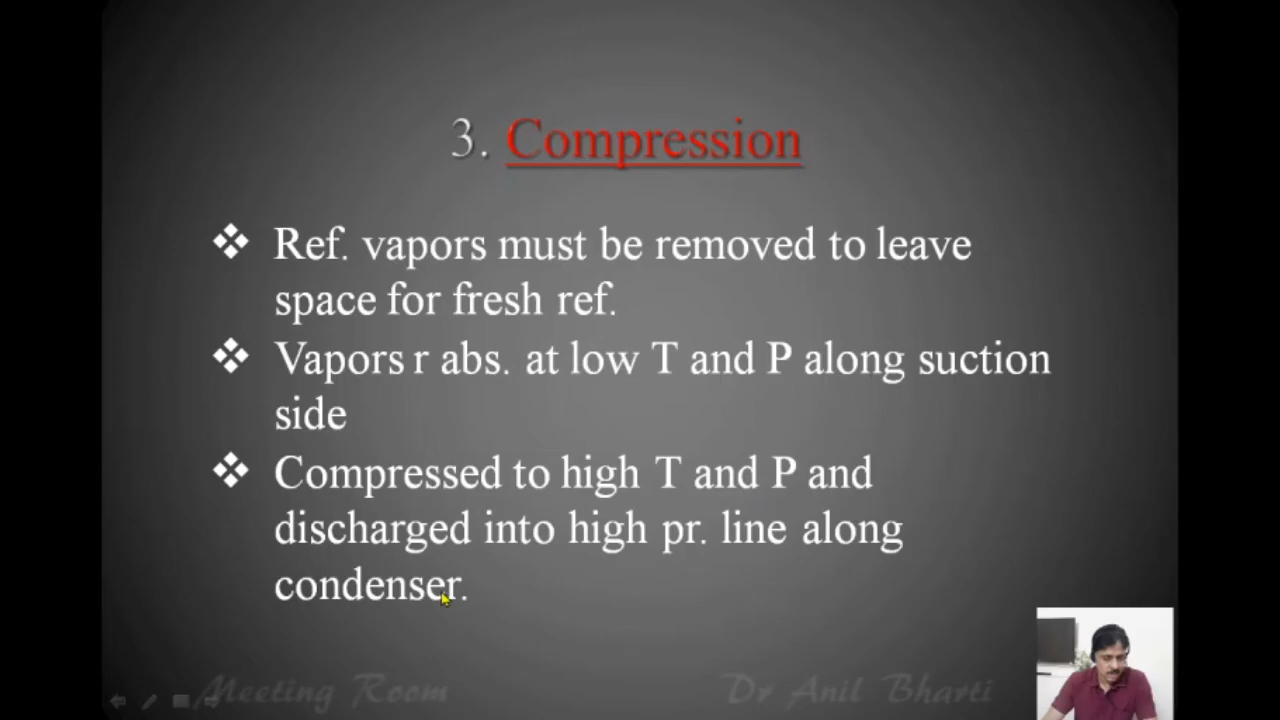 3. Compression
❖ Ref. vapors must be removed to leave
space for fresh ref.
❖ Vapors r abs. at low T and P along suction
side
❖ Compressed to high T and P and
discharged into high pr. line along
condenser.
Meeting Room Dr Anil Bharti